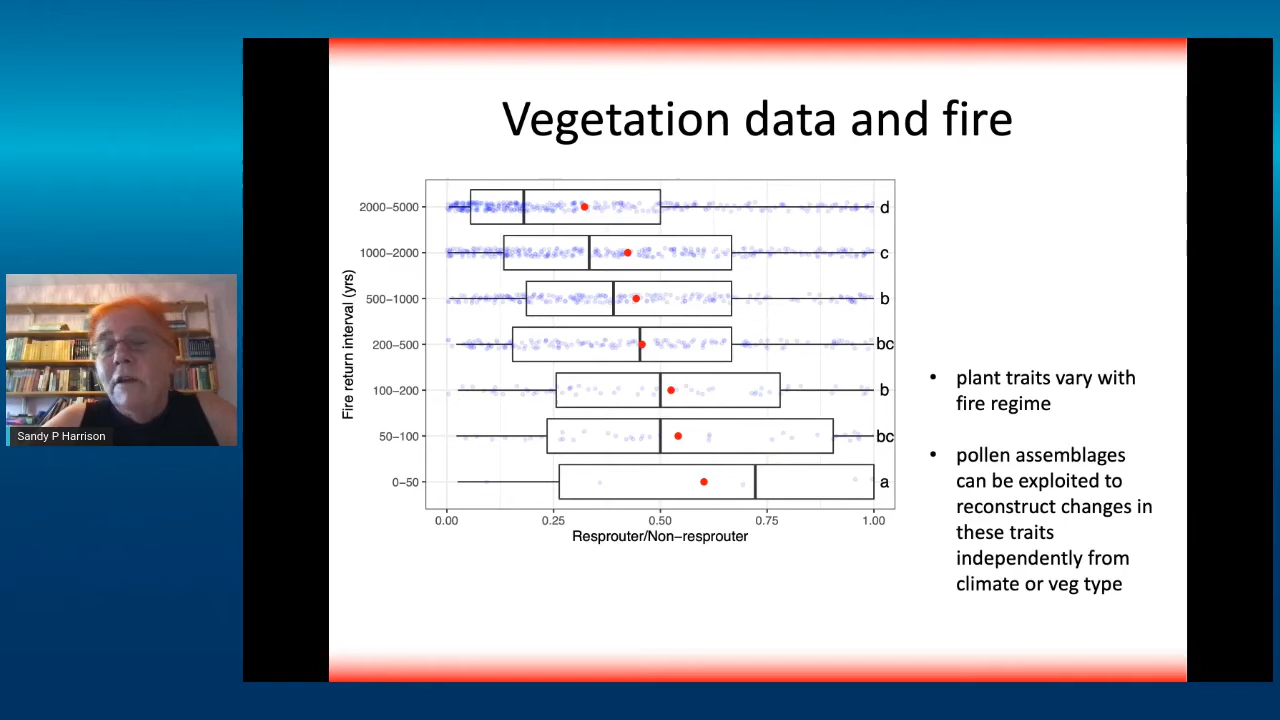 Vegetation data and fire
Fire return interval (yrs)
2000−5000
d
1000−2000
c
500−1000
b
200−500
bc
100−200
b
50−100
bc
0−50
a
0.00 0.25 0.50 0.75 1.00
Resprouter/Non−resprouter
• plant traits vary with
fire regime
• pollen assemblages
can be exploited to
reconstruct changes in
these traits
independently from
climate or veg type
Sandy P Harrison